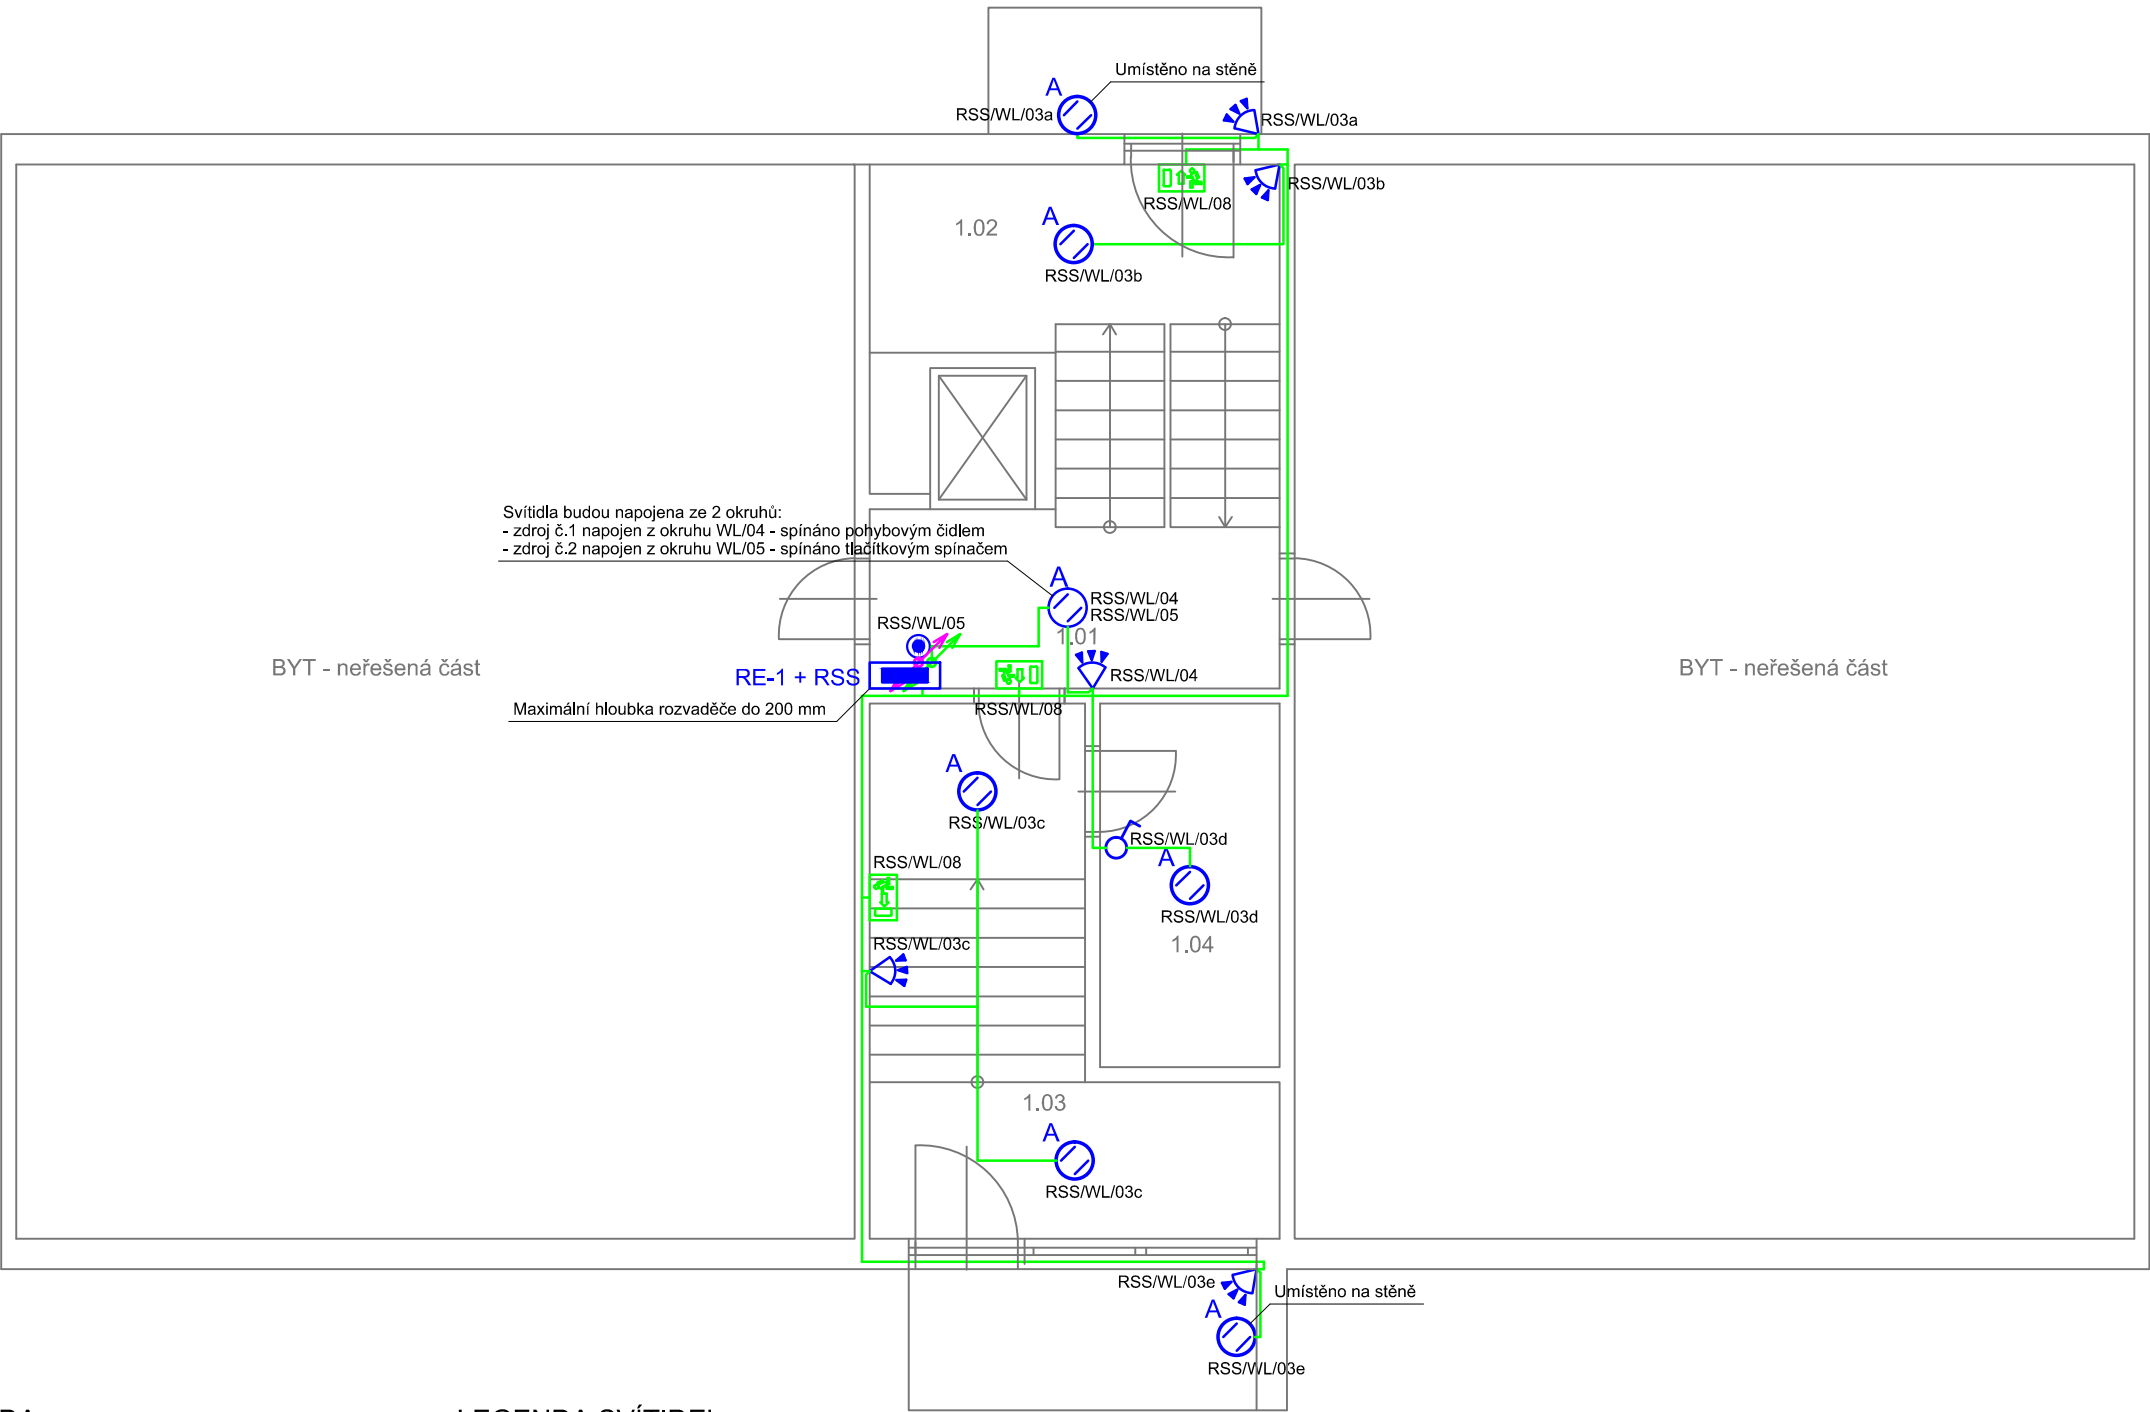 Umístěno na stěně
A
RSS/WL/03a
RSS/WL/03a
RSS/WL/03b
RSS/WL/08
A
1.02
RSS/WL/03b
Svítidla budou napojena ze 2 okruhů:
- zdroj č.1 napojen z okruhu WL/04 - spínáno pohybovým čidlem
- zdroj č.2 napojen z okruhu WL/05 - spínáno tlačítkovým spínačem
A
RSS/WL/04
RSS/WL/05
RSS/WL/05
1.01
BYT - neřešená část
BYT - neřešená část
RE-1 + RSS
RSS/WL/04
Maximální hloubka rozvaděče do 200 mm
RSS/WL/08
A
RSS/WL/03c
RSS/WL/03d
A
RSS/WL/08
RSS/WL/03d
RSS/WL/03c
1.04
1.03
A
RSS/WL/03c
RSS/WL/03e
Umístěno na stěně
A
RSS/WL/03e